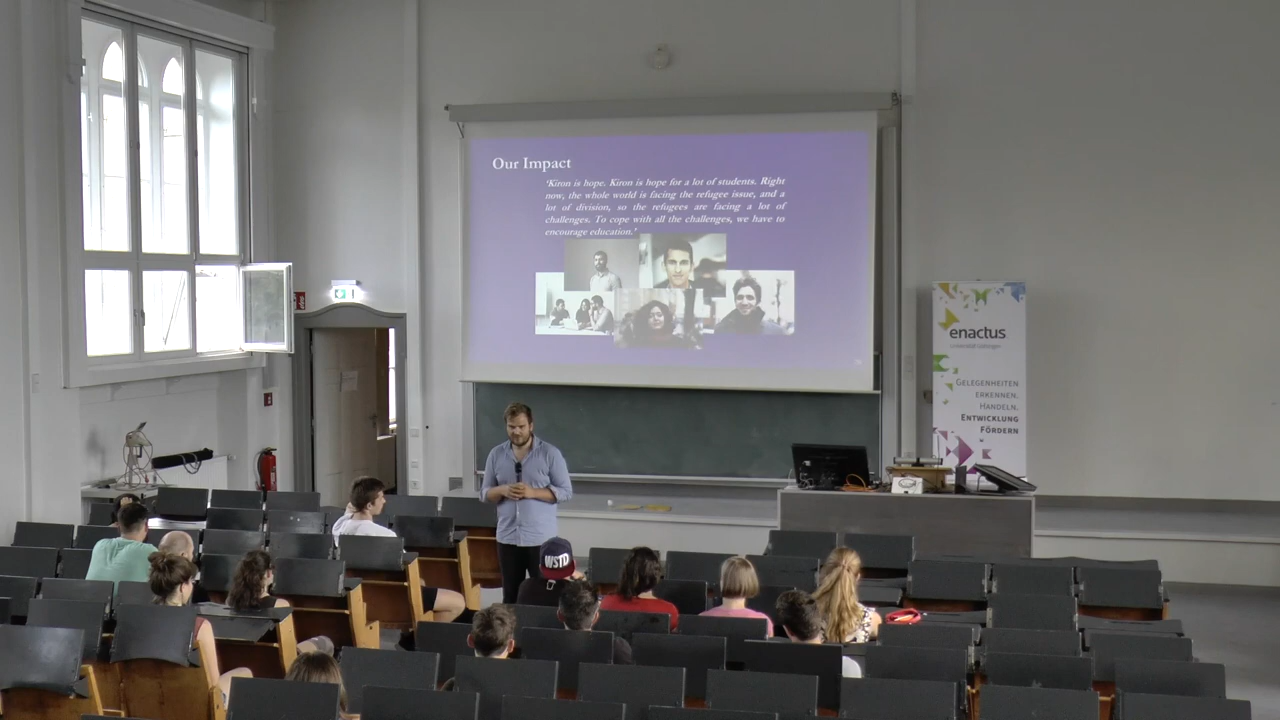 Our Impact
'Kiron is hope. Kiron is hope for a lot of students. Right
now, the whole world is facing the refugee issue, and a
lot of division, so the refugees are facing a lot of
challenges. To cope with all the challenges, we have to
encourage education.'
enactus
GELEGENHEITEN
ERKENNEN.
HANDELN.
ENTWICKLUNG
FÖRDERN
WSTD